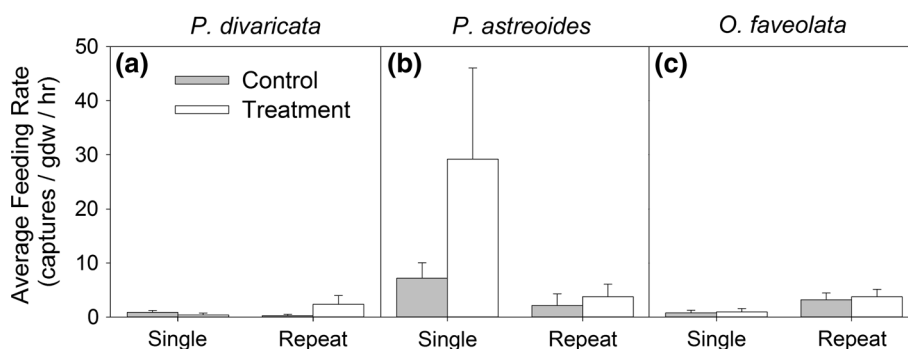 P. divaricata P. astreoides O. faveolata
(a) (b) (c)
Control
Treatment
Average Feeding Rate
(captures / gdw / hr)
50
40
30
20
10
0
Single Repeat Single Repeat Single Repeat